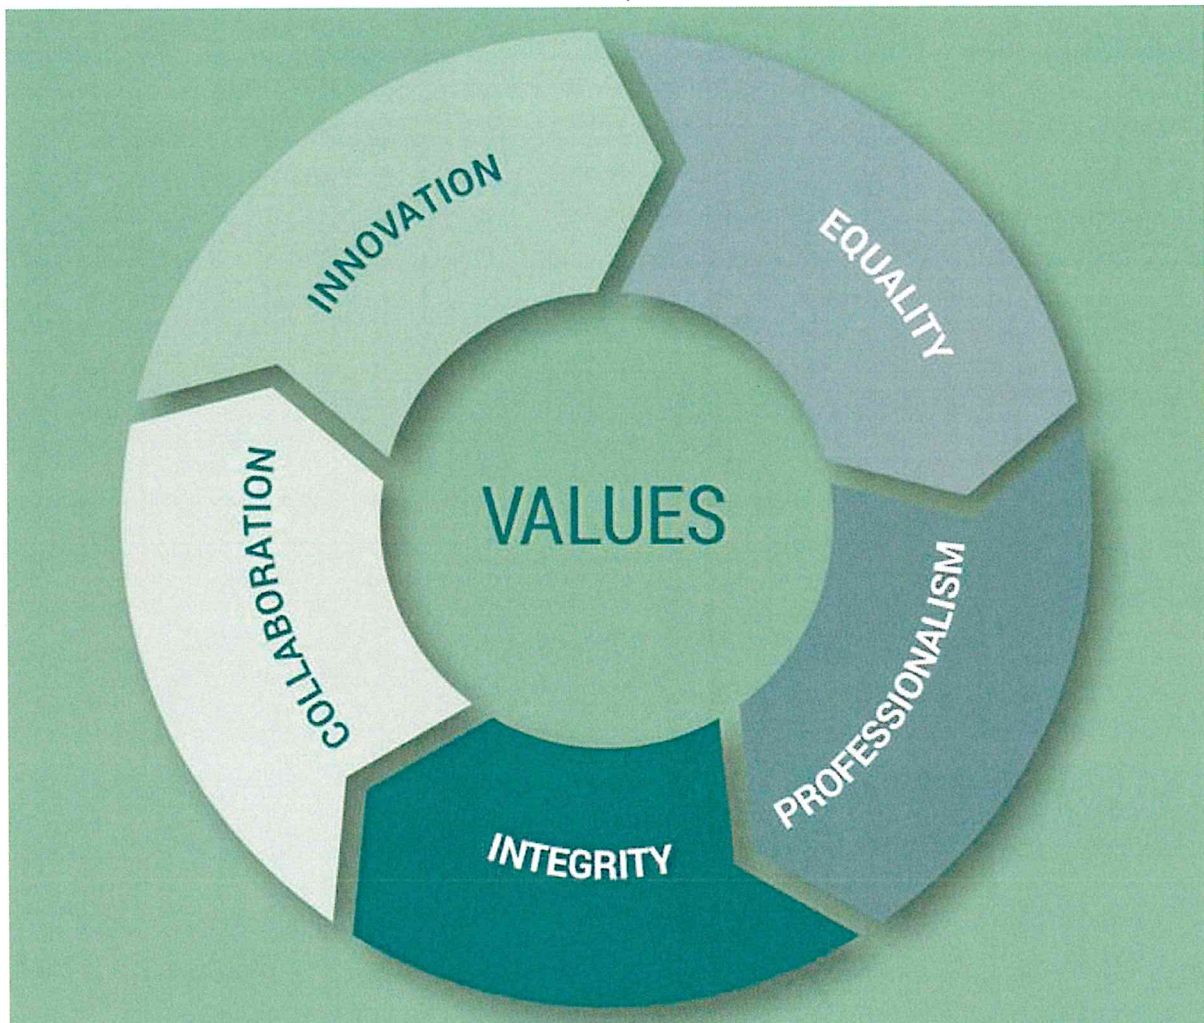 INNOVATION
EQUALITY
VALUES
COLLABORATION
PROFESSIONALISM
INTEGRITY